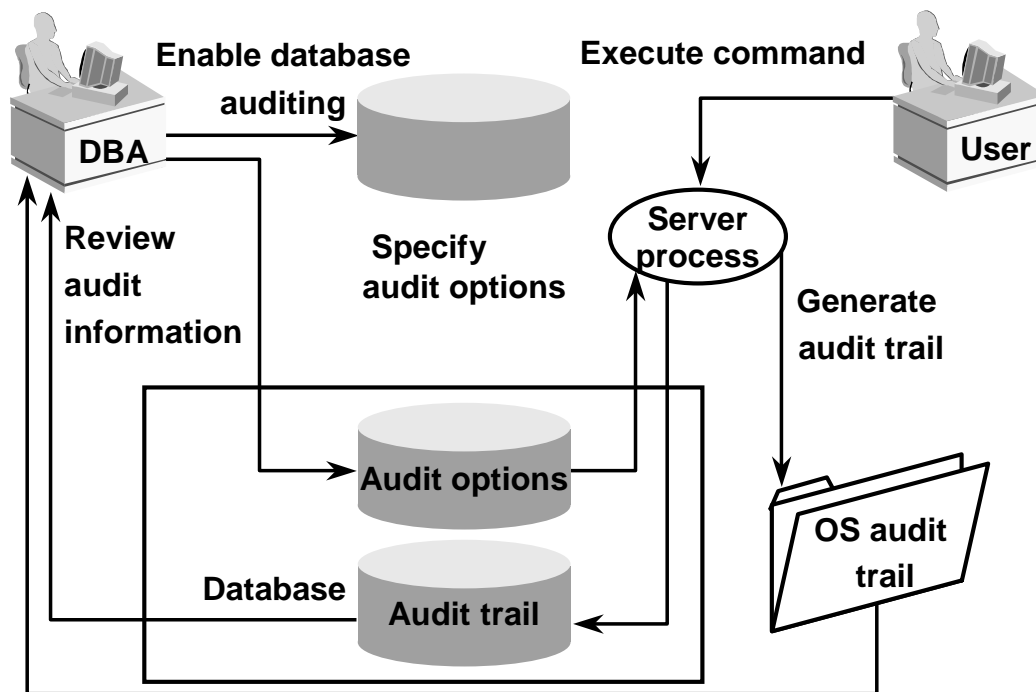 Enable database
auditing
Execute command
DBA
User
Review
audit
information
Specify
audit options
Server
process
Generate
audit trail
Audit options
OS audit
trail
Database
Audit trail